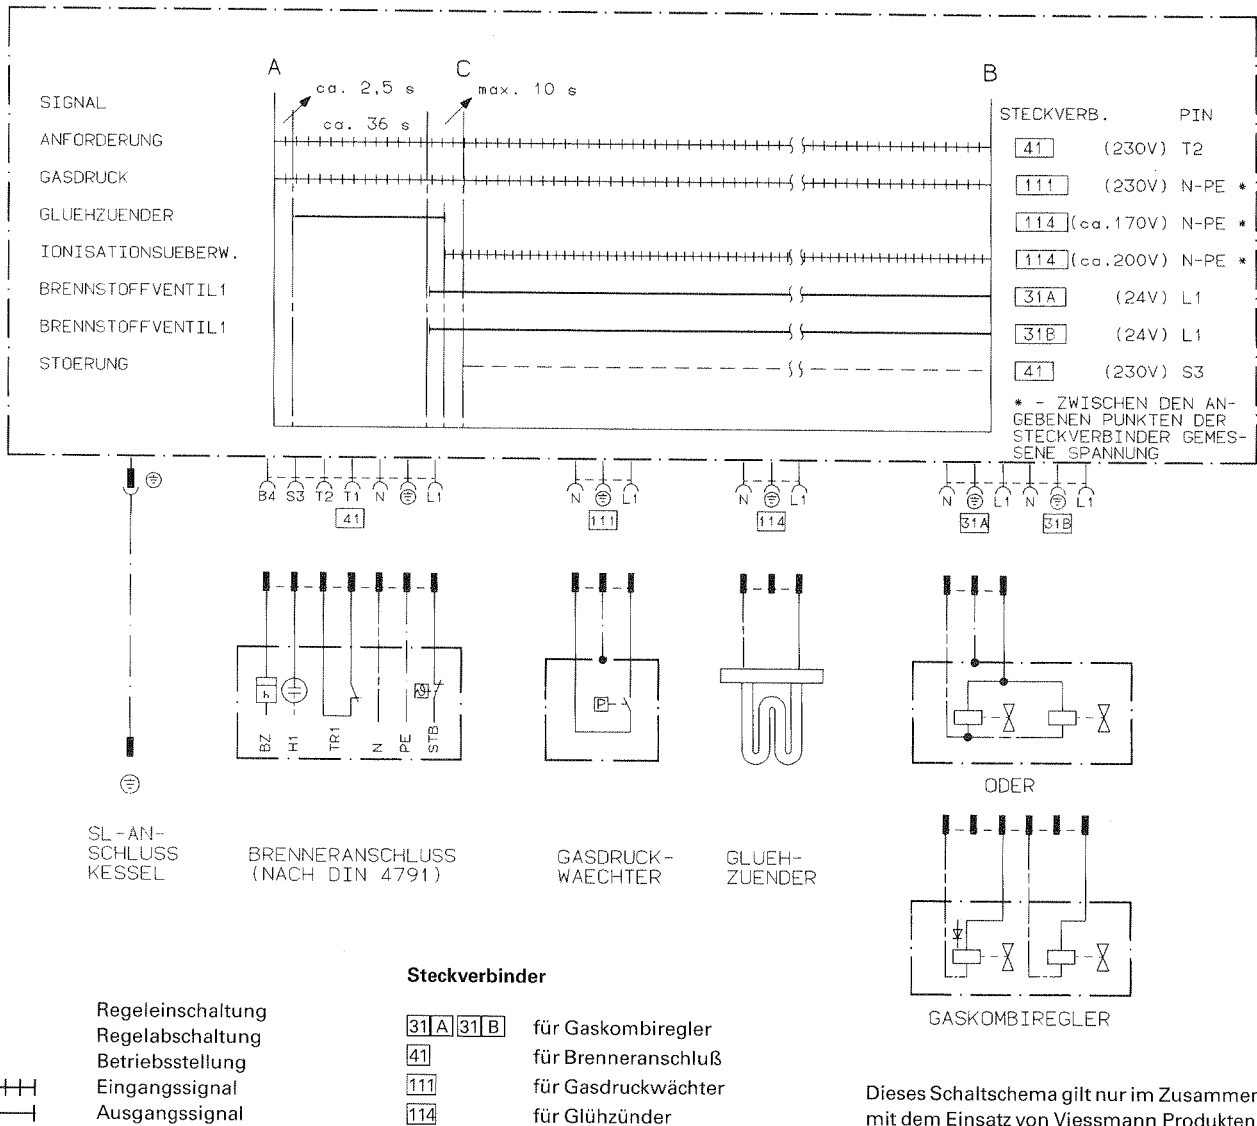 A
C
B
ca. 2,5 s
max. 10 s
SIGNAL
ca. 36 s
STECKVERB. PIN
ANFORDERUNG
41 (230V) T2
GASDRUCK
111 (230V) N-PE *
GLUEHZUENDER
114 (ca.170V) N-PE *
IONISATIONSUEBERW.
114 (ca.200V) N-PE *
BRENNSTOFFVENTIL1
31A (24V) L1
BRENNSTOFFVENTIL1
31B (24V) L1
STOERUNG
41 (230V) S3
* - ZWISCHEN DEN AN-
GEBENEN PUNKTEN DER
STECKVERBINDER GEMES-
SENE SPANNUNG
B4 S3 T2 T1 N L1
41
N L1
111
N L1
114
N L1 N L1
31A 31B
h
P
BZ H1 TR1 N PE STB
ODER
SL-AN-
SCHLUSS
KESSEL
BRENNERANSCHLUSS
(NACH DIN 4791)
GASDRUCK-
WAECHTER
GLUEH-
ZUENDER
GASKOMBIREGLER
Steckverbinder
Regeleinschaltung
Regelabschaltung
Betriebsstellung
Eingangssignal
Ausgangssignal
31 A 31 B für Gaskombiregler
41 für Brenneranschluß
111 für Gasdruckwächter
114 für Glühzünder
Dieses Schaltschema gilt nur im Zusammen
mit dem Einsatz von Viessmann Produkten